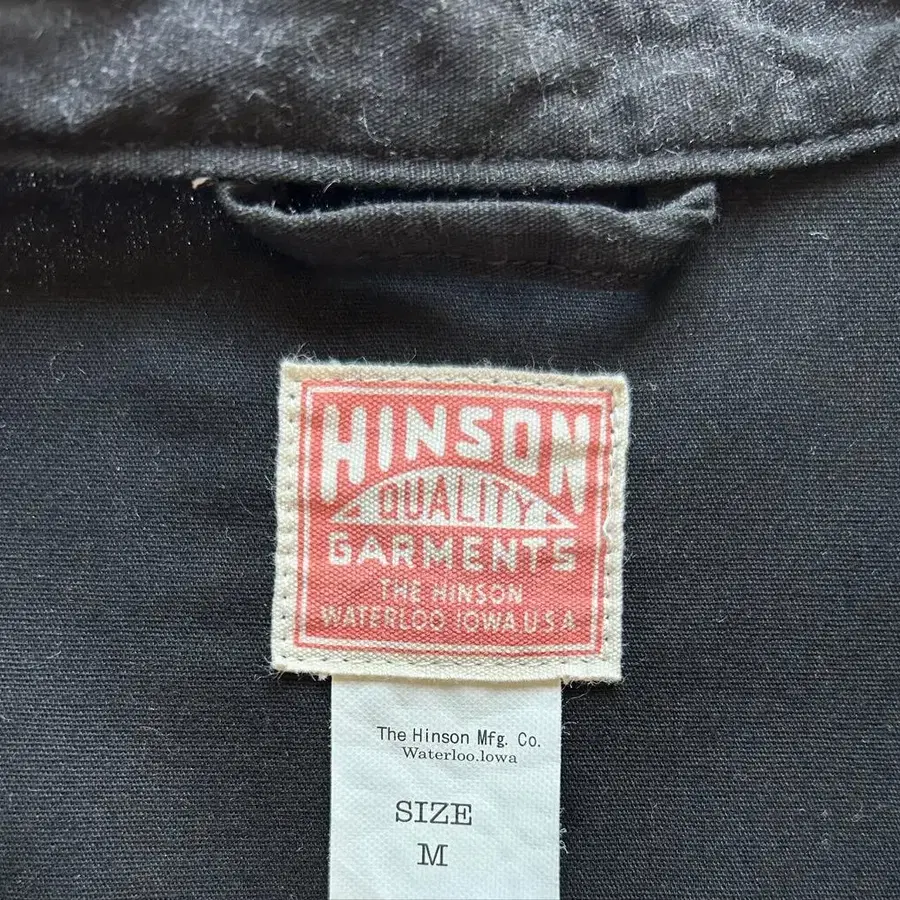 HINSON
QUALITY
GARMENTS
THE HINSON
WATERLOO IOWA U.S.A
The Hinson Mfg. Co.
Waterloo.Iowa
SIZE
M